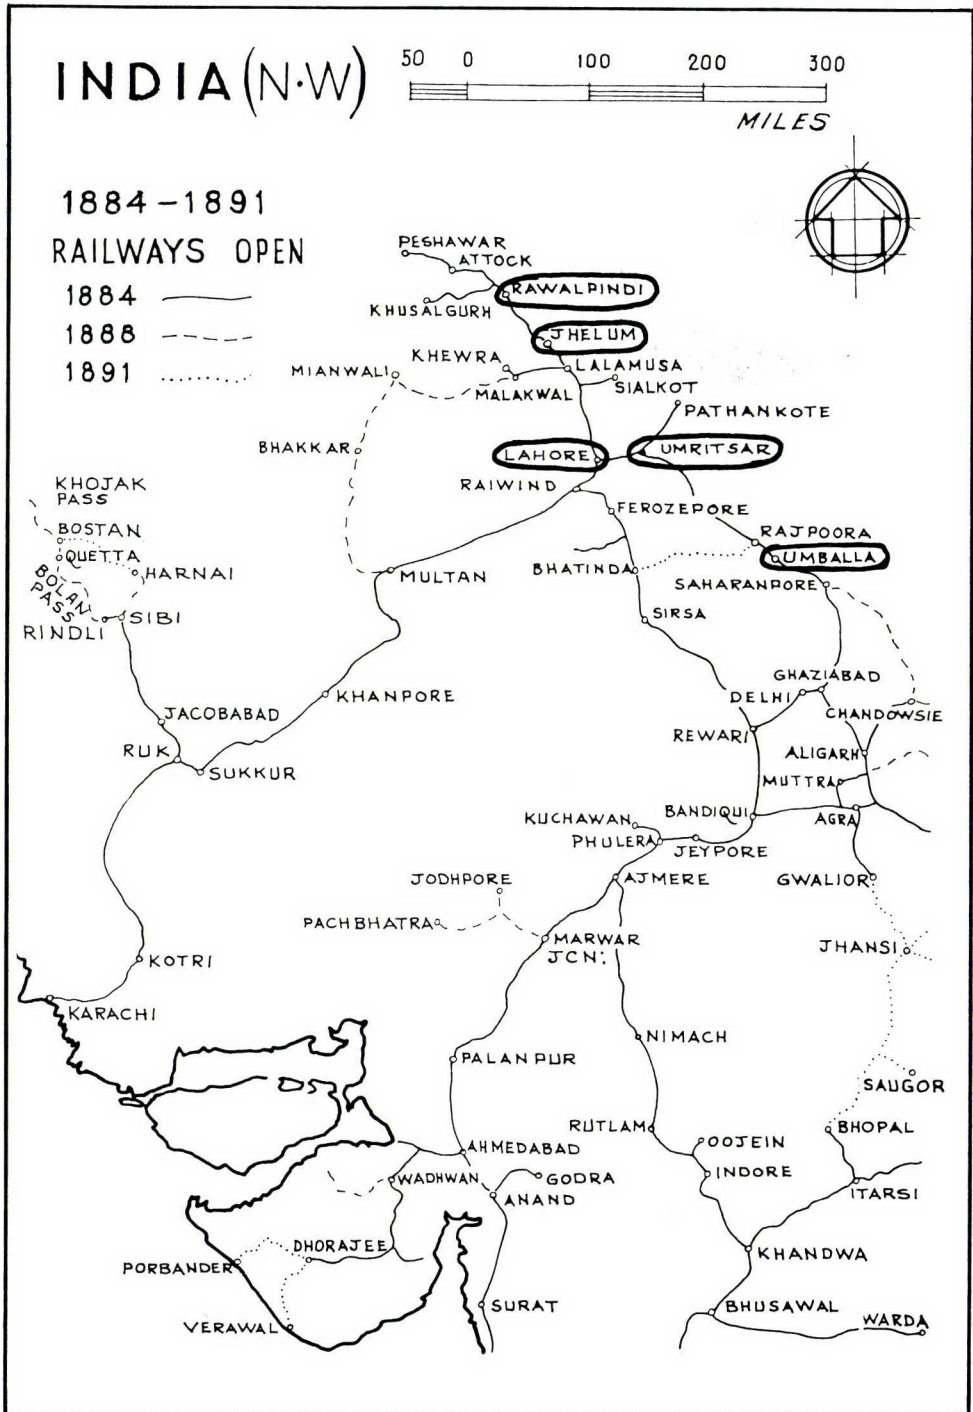 INDIA (N·W)
50 0 100 200 300
MILES
1884-1891
RAILWAYS OPEN
1884
1888
1891
PESHAWAR
ATTOCK
RAWALPINDI
KHUSALGURH
JHELUM
KHEWRA
LALAMUSA
MIANWALI
SIALKOT
MALAKWAL
PATHANKOTE
BHAKKAR
LAHORE
UMRITSAR
KHOJAK
PASS
RAIWIND
FEROZEPORE
BOSTAN
RAJPOORA
QUETTA
UMBALLA
HARNAI
MULTAN
BHATINDA
SAHARANPORE
BOLAN
PASS
RINDLI
SIBI
SIRSA
GHAZIABAD
KHANPORE
DELHI
JACOBABAD
CHANDOWSIE
REWARI
RUK
ALIGARH
SUKKUR
MUTTRA
KUCHAWAN
BANDIQUI
AGRA
PHULERA
JEYPORE
JODHPORE
AJMERE
GWALIOR
PACHBHATRA
MARWAR
JCN:
JHANSI
KOTRI
KARACHI
NIMACH
PALANPUR
SAUGOR
RUTLAM
BHOPAL
AHMEDABAD
OOJEIN
WADHWAN
GODRA
INDORE
ITARSI
ANAND
DHORAJEE
KHANDWA
PORBANDER
SURAT
BHUSAWAL
WARDA
VERAWAL